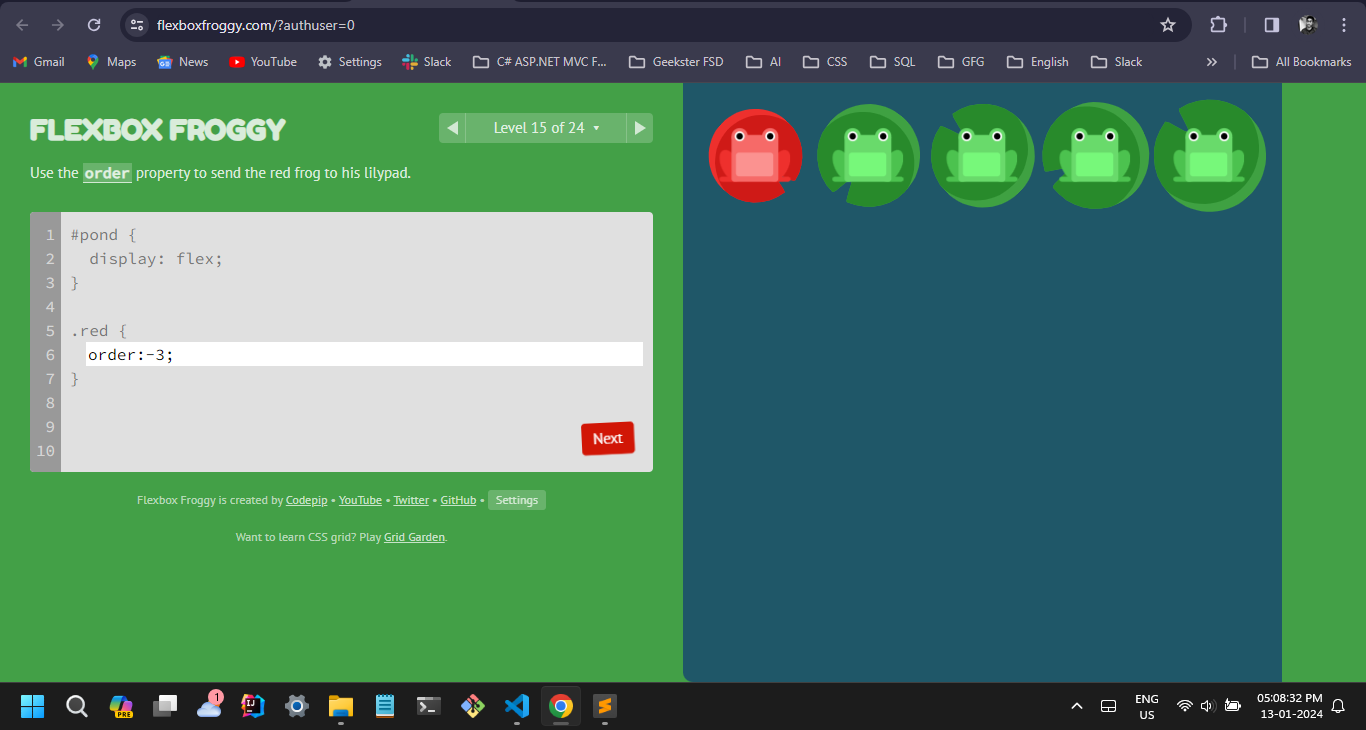 flexboxfroggy.com/?authuser=0
Gmail Maps News YouTube Settings Slack C# ASP.NET MVC F... Geekster FSD AI CSS SQL GFG English Slack » All Bookmarks
FLEXBOX FROGGY
◀ Level 15 of 24 ▾ ▶
Use the order property to send the red frog to his lilypad.
1 #pond {
2   display: flex;
3 }
4
5 .red {
6   order:-3;
7 }
8
9
10
Next
Flexbox Froggy is created by Codepip • YouTube • Twitter • GitHub • Settings
Want to learn CSS grid? Play Grid Garden.
PRE
1
IJ
ENG
US
05:08:32 PM
13-01-2024